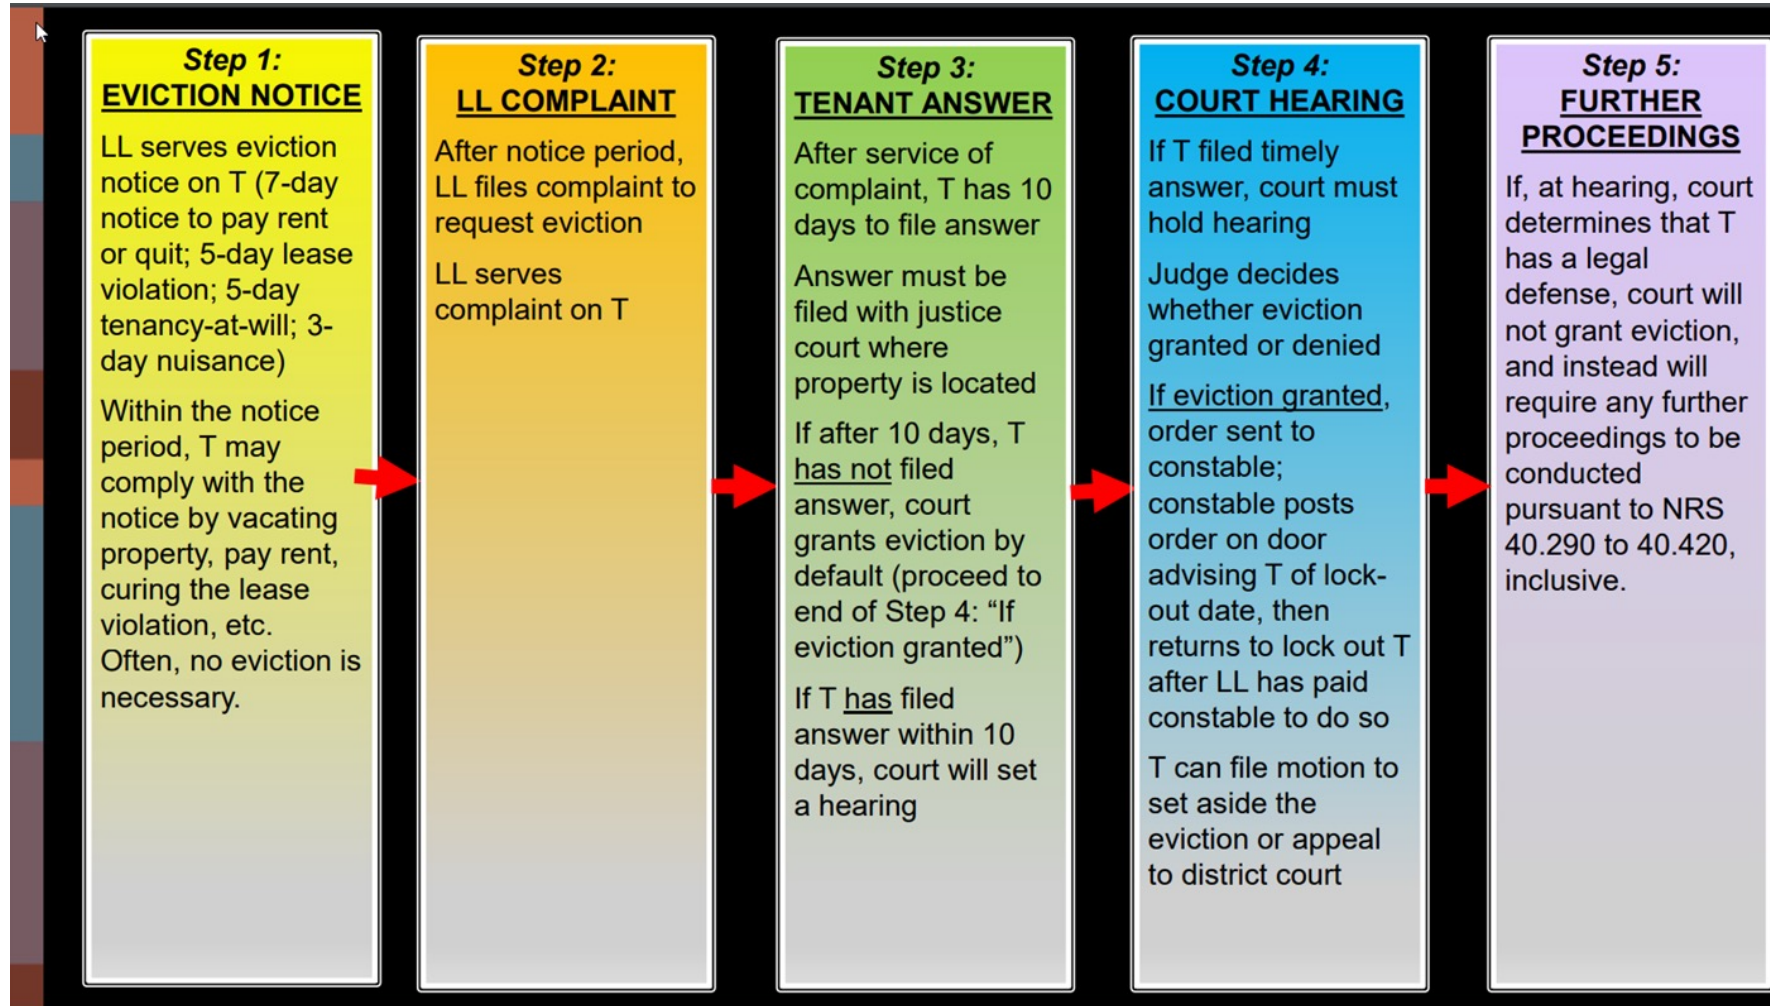 Step 1:
EVICTION NOTICE
LL serves eviction
notice on T (7-day
notice to pay rent
or quit; 5-day lease
violation; 5-day
tenancy-at-will; 3-
day nuisance)
Within the notice
period, T may
comply with the
notice by vacating
property, pay rent,
curing the lease
violation, etc.
Often, no eviction is
necessary.
Step 2:
LL COMPLAINT
After notice period,
LL files complaint to
request eviction
LL serves
complaint on T
Step 3:
TENANT ANSWER
After service of
complaint, T has 10
days to file answer
Answer must be
filed with justice
court where
property is located
If after 10 days, T
has not filed
answer, court
grants eviction by
default (proceed to
end of Step 4: “If
eviction granted”)
If T has filed
answer within 10
days, court will set
a hearing
Step 4:
COURT HEARING
If T filed timely
answer, court must
hold hearing
Judge decides
whether eviction
granted or denied
If eviction granted,
order sent to
constable;
constable posts
order on door
advising T of lock-
out date, then
returns to lock out T
after LL has paid
constable to do so
T can file motion to
set aside the
eviction or appeal
to district court
Step 5:
FURTHER
PROCEEDINGS
If, at hearing, court
determines that T
has a legal
defense, court will
not grant eviction,
and instead will
require any further
proceedings to be
conducted
pursuant to NRS
40.290 to 40.420,
inclusive.